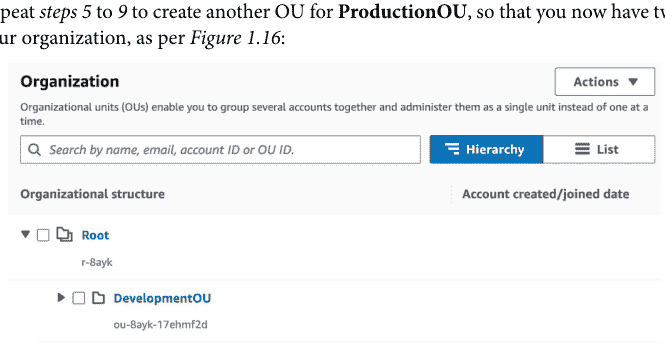 peat steps 5 to 9 to create another OU for ProductionOU, so that you now have tw
ur organization, as per Figure 1.16:
Organization
Actions
Organizational units (OUs) enable you to group several accounts together and administer them as a single unit instead of one at a
time.
Search by name, email, account ID or OU ID.
Hierarchy
List
Organizational structure
Account created/joined date
Root
r-8ayk
DevelopmentOU
ou-8ayk-17ehmf2d